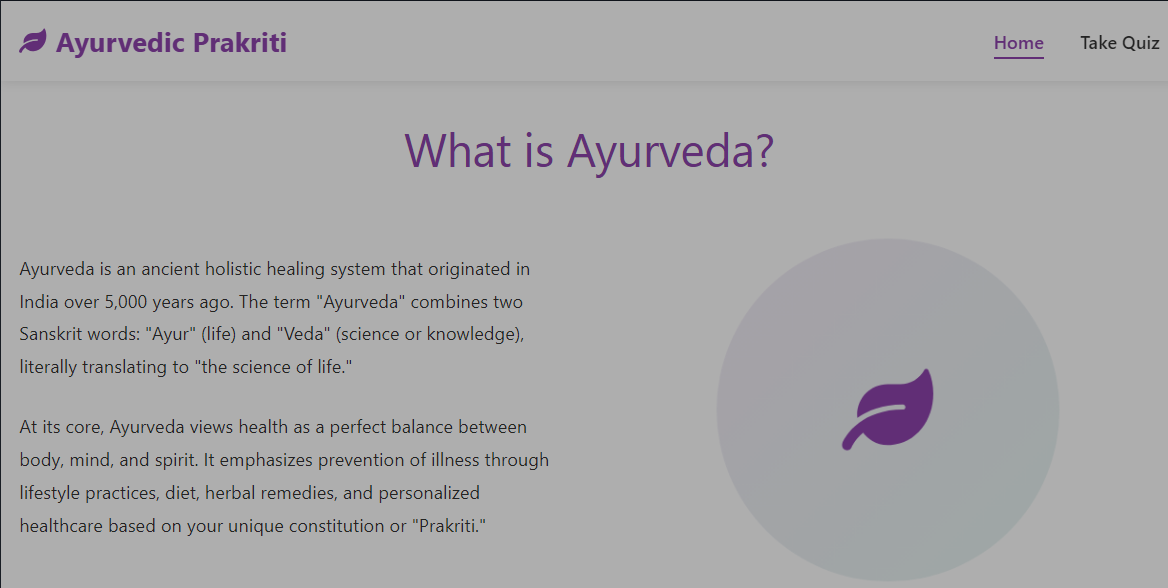 Ayurvedic Prakriti
Home
Take Quiz
What is Ayurveda?
Ayurveda is an ancient holistic healing system that originated in
India over 5,000 years ago. The term "Ayurveda" combines two
Sanskrit words: "Ayur" (life) and "Veda" (science or knowledge),
literally translating to "the science of life."
At its core, Ayurveda views health as a perfect balance between
body, mind, and spirit. It emphasizes prevention of illness through
lifestyle practices, diet, herbal remedies, and personalized
healthcare based on your unique constitution or "Prakriti."